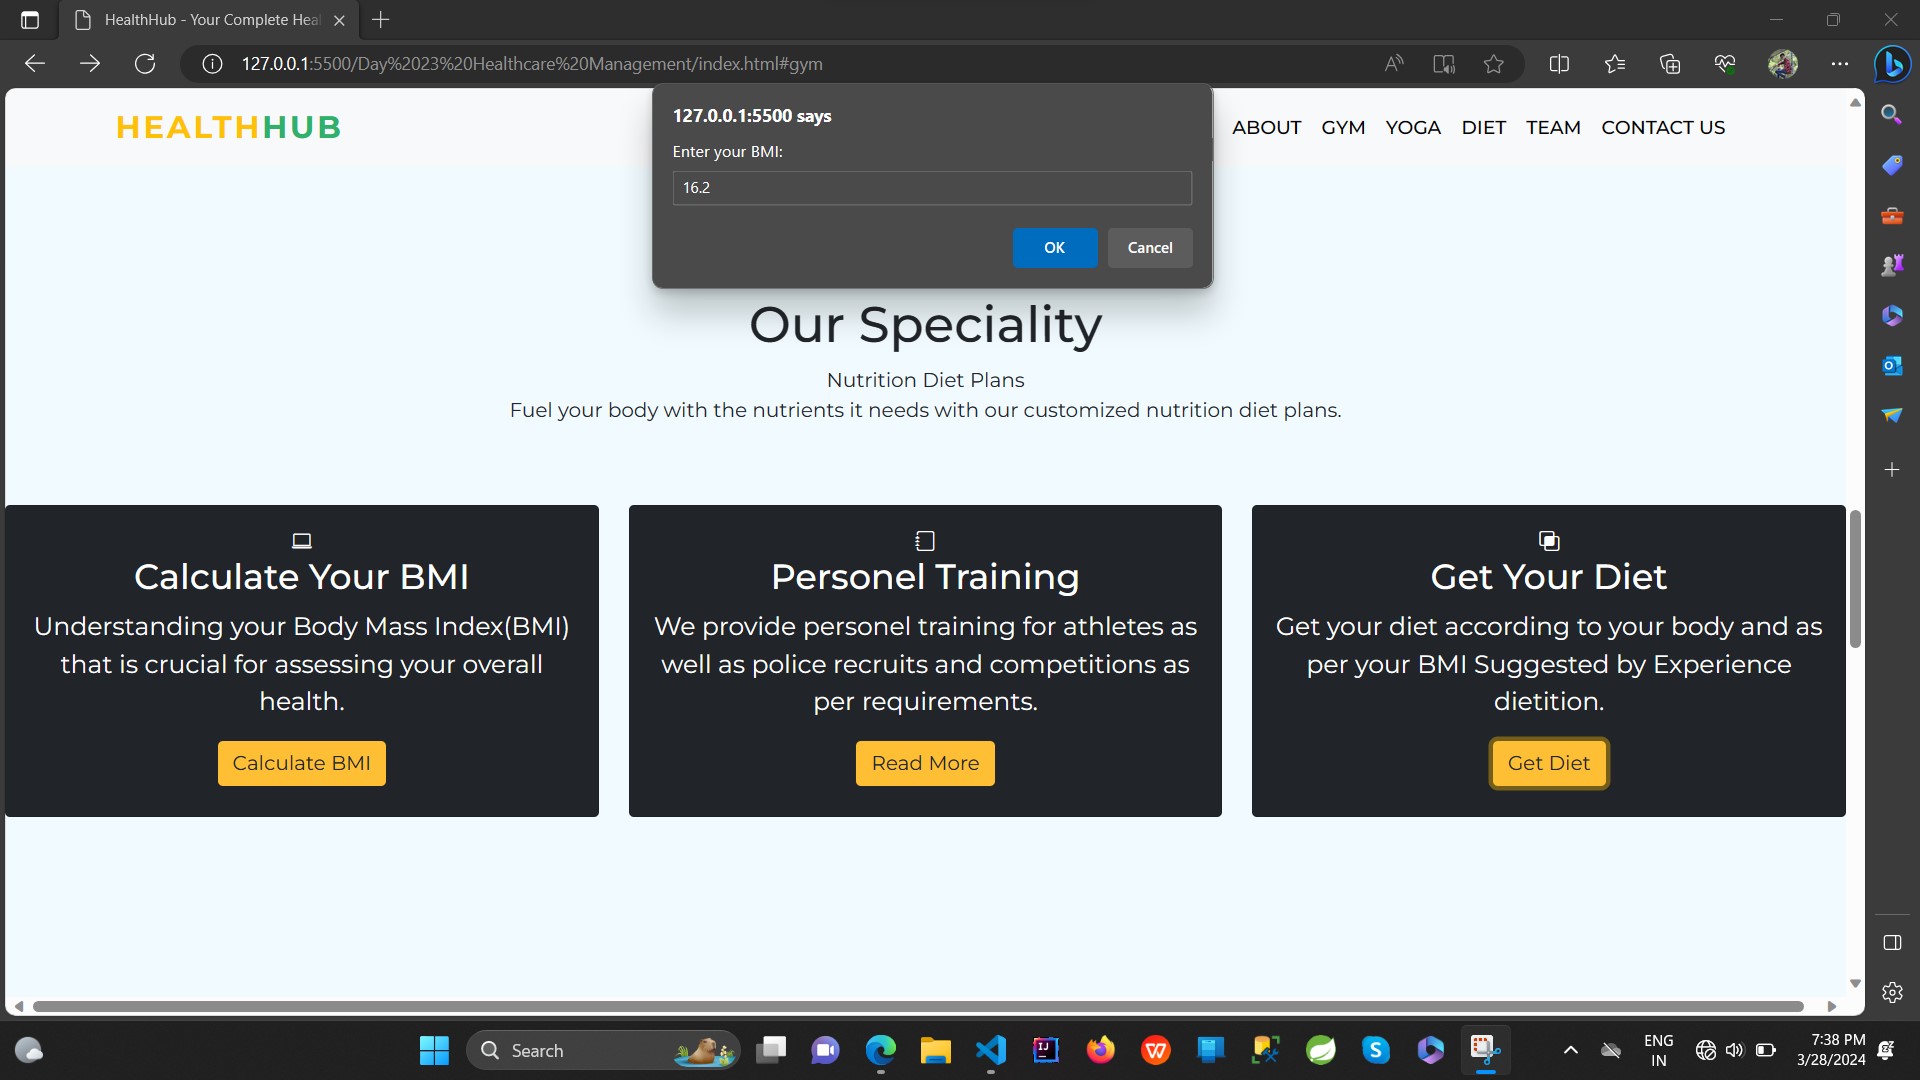 HealthHub - Your Complete Heal
127.0.0.1:5500/Day%2023%20Healthcare%20Management/index.html#gym
HEALTHHUB
ABOUT GYM YOGA DIET TEAM CONTACT US
127.0.0.1:5500 says
Enter your BMI:
16.2
OK Cancel
Our Speciality
Nutrition Diet Plans
Fuel your body with the nutrients it needs with our customized nutrition diet plans.
Calculate Your BMI
Understanding your Body Mass Index(BMI)
that is crucial for assessing your overall
health.
Calculate BMI
Personel Training
We provide personel training for athletes as
well as police recruits and competitions as
per requirements.
Read More
Get Your Diet
Get your diet according to your body and as
per your BMI Suggested by Experience
dietition.
Get Diet
Search
ENG
IN
7:38 PM
3/28/2024